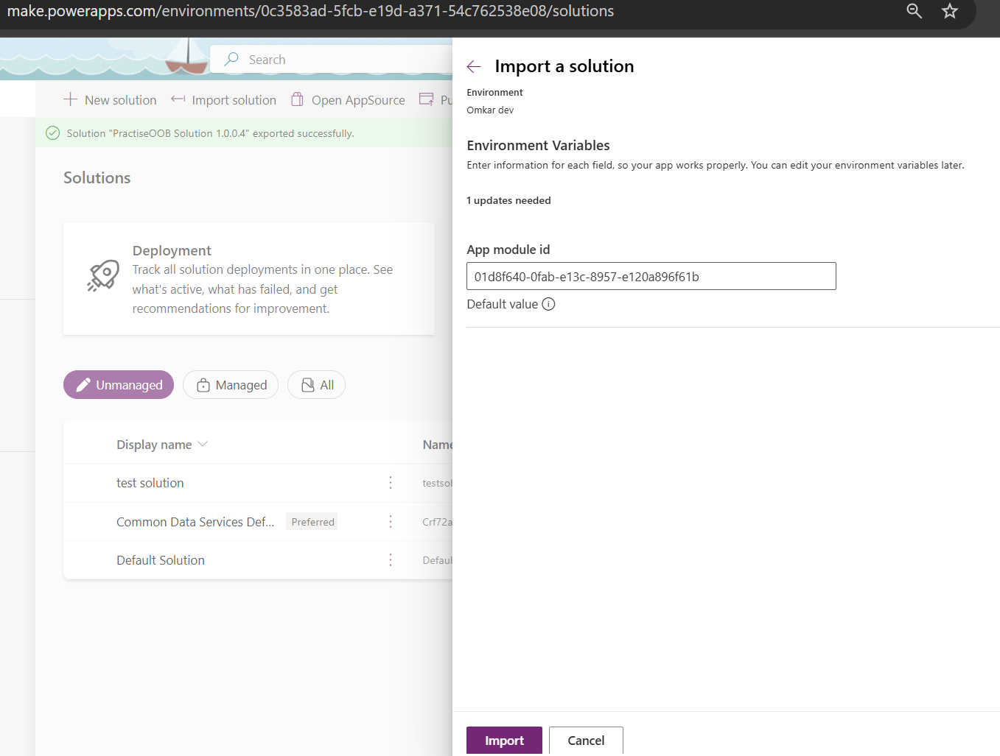 make.powerapps.com/environments/0c3583ad-5fcb-e19d-a371-54c762538e08/solutions
Search
New solution
Import solution
Open AppSource
Pu
Solution "PractiseOOB Solution 1.0.0.4" exported successfully.
Solutions
Deployment
Track all solution deployments in one place. See
what's active, what has failed, and get
recommendations for improvement.
Unmanaged
Managed
All
Display name
Name
test solution
testsol
Common Data Services Def...
Preferred
Crf72a
Default Solution
Defaul
Import a solution
Environment
Omkar dev
Environment Variables
Enter information for each field, so your app works properly. You can edit your environment variables later.
1 updates needed
App module id
01d8f640-0fab-e13c-8957-e120a896f61b
Default value
Import
Cancel